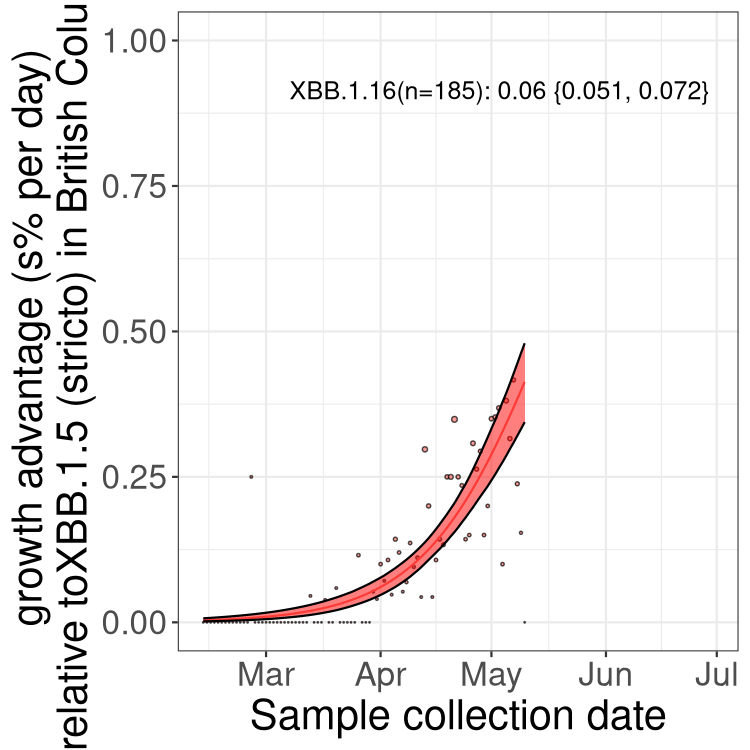 growth advantage (s% per day)
relative toXBB.1.5 (stricto) in British Colu
1.00
0.75
0.50
0.25
0.00
XBB.1.16(n=185): 0.06 {0.051, 0.072}
Mar Apr May Jun Jul
Sample collection date